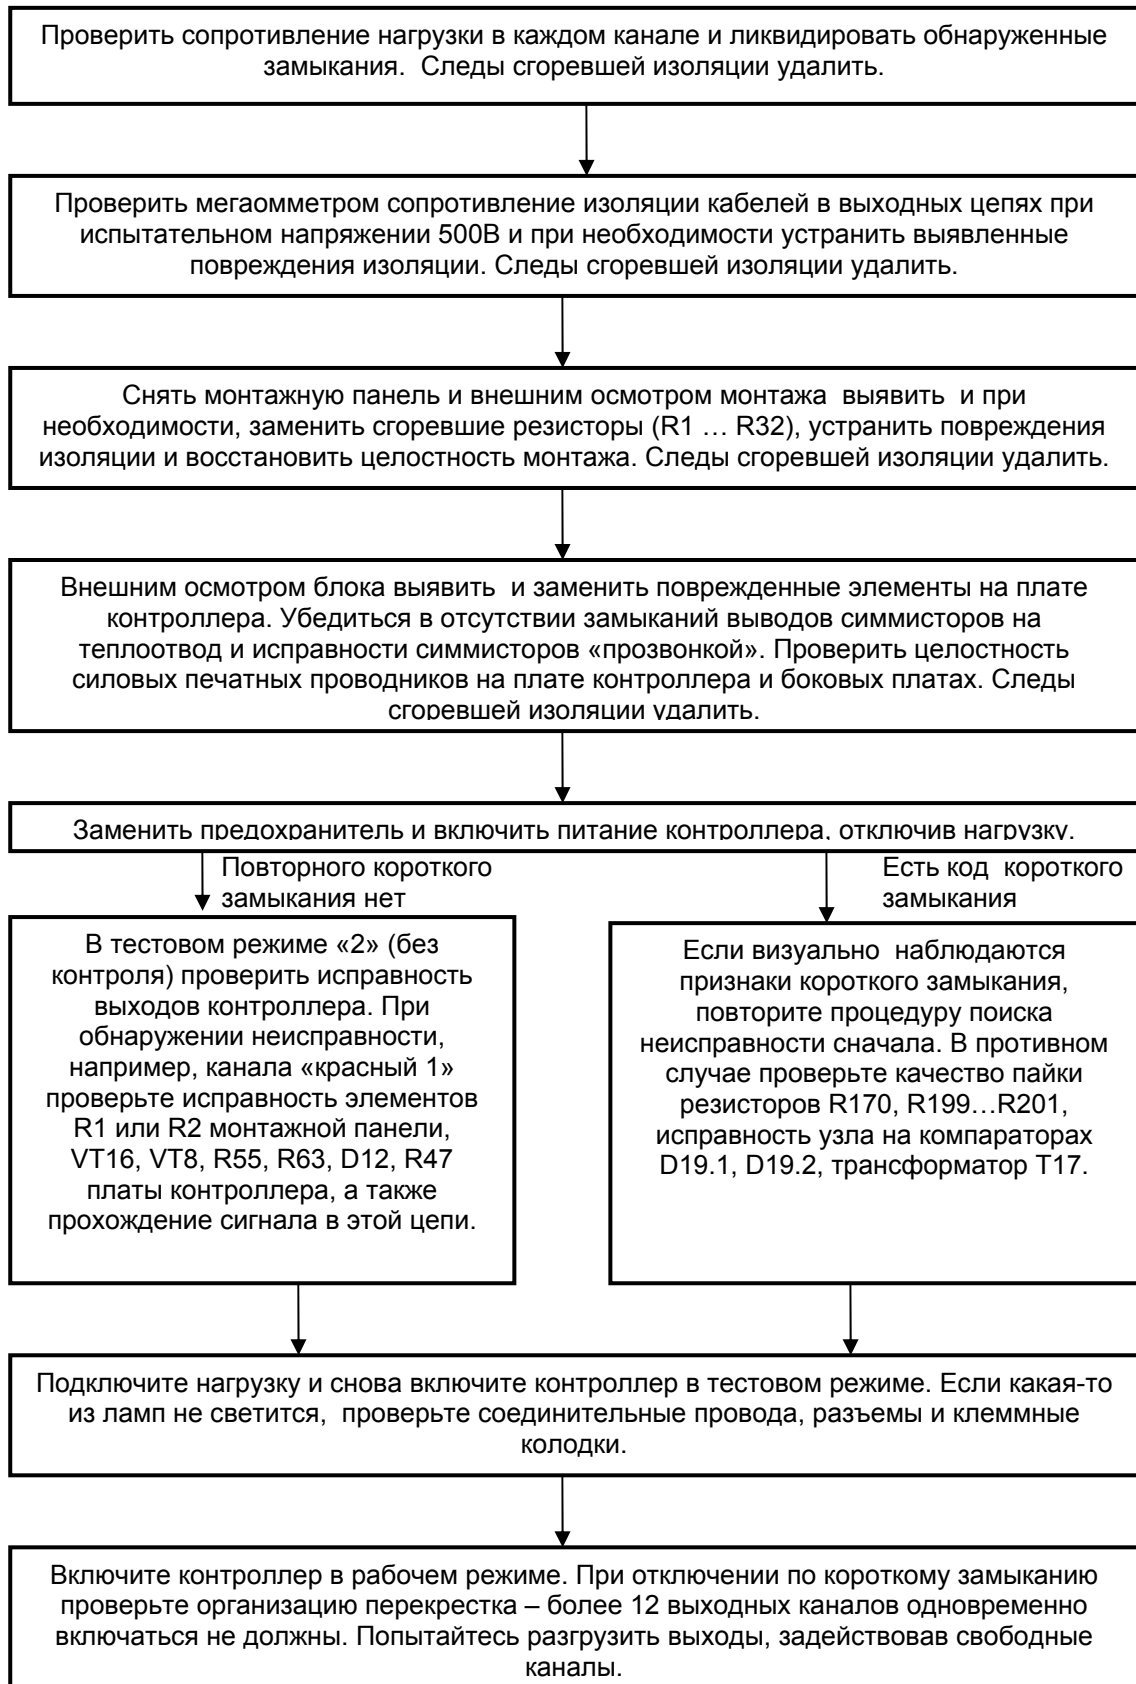 Проверить сопротивление нагрузки в каждом канале и ликвидировать обнаруженные
замыкания.  Следы сгоревшей изоляции удалить.
Проверить мегаомметром сопротивление изоляции кабелей в выходных цепях при
испытательном напряжении 500В и при необходимости устранить выявленные
повреждения изоляции. Следы сгоревшей изоляции удалить.
Снять монтажную панель и внешним осмотром монтажа  выявить  и при
необходимости, заменить сгоревшие резисторы (R1 … R32), устранить повреждения
изоляции и восстановить целостность монтажа. Следы сгоревшей изоляции удалить.
Внешним осмотром блока выявить  и заменить поврежденные элементы на плате
контроллера. Убедиться в отсутствии замыканий выводов симмисторов на
теплоотвод и исправности симмисторов «прозвонкой». Проверить целостность
силовых печатных проводников на плате контроллера и боковых платах. Следы
сгоревшей изоляции удалить.
Заменить предохранитель и включить питание контроллера, отключив нагрузку.
Повторного короткого
замыкания нет
Есть код  короткого
замыкания
В тестовом режиме «2» (без
контроля) проверить исправность
выходов контроллера. При
обнаружении неисправности,
например, канала «красный 1»
проверьте исправность элементов
R1 или R2 монтажной панели,
VT16, VT8, R55, R63, D12, R47
платы контроллера, а также
прохождение сигнала в этой цепи.
Если визуально  наблюдаются
признаки короткого замыкания,
повторите процедуру поиска
неисправности сначала. В противном
случае проверьте качество пайки
резисторов R170, R199…R201,
исправность узла на компараторах
D19.1, D19.2, трансформатор T17.
Подключите нагрузку и снова включите контроллер в тестовом режиме. Если какая-то
из ламп не светится,  проверьте соединительные провода, разъемы и клеммные
колодки.
Включите контроллер в рабочем режиме. При отключении по короткому замыканию
проверьте организацию перекрестка – более 12 выходных каналов одновременно
включаться не должны. Попытайтесь разгрузить выходы, задействовав свободные
каналы.